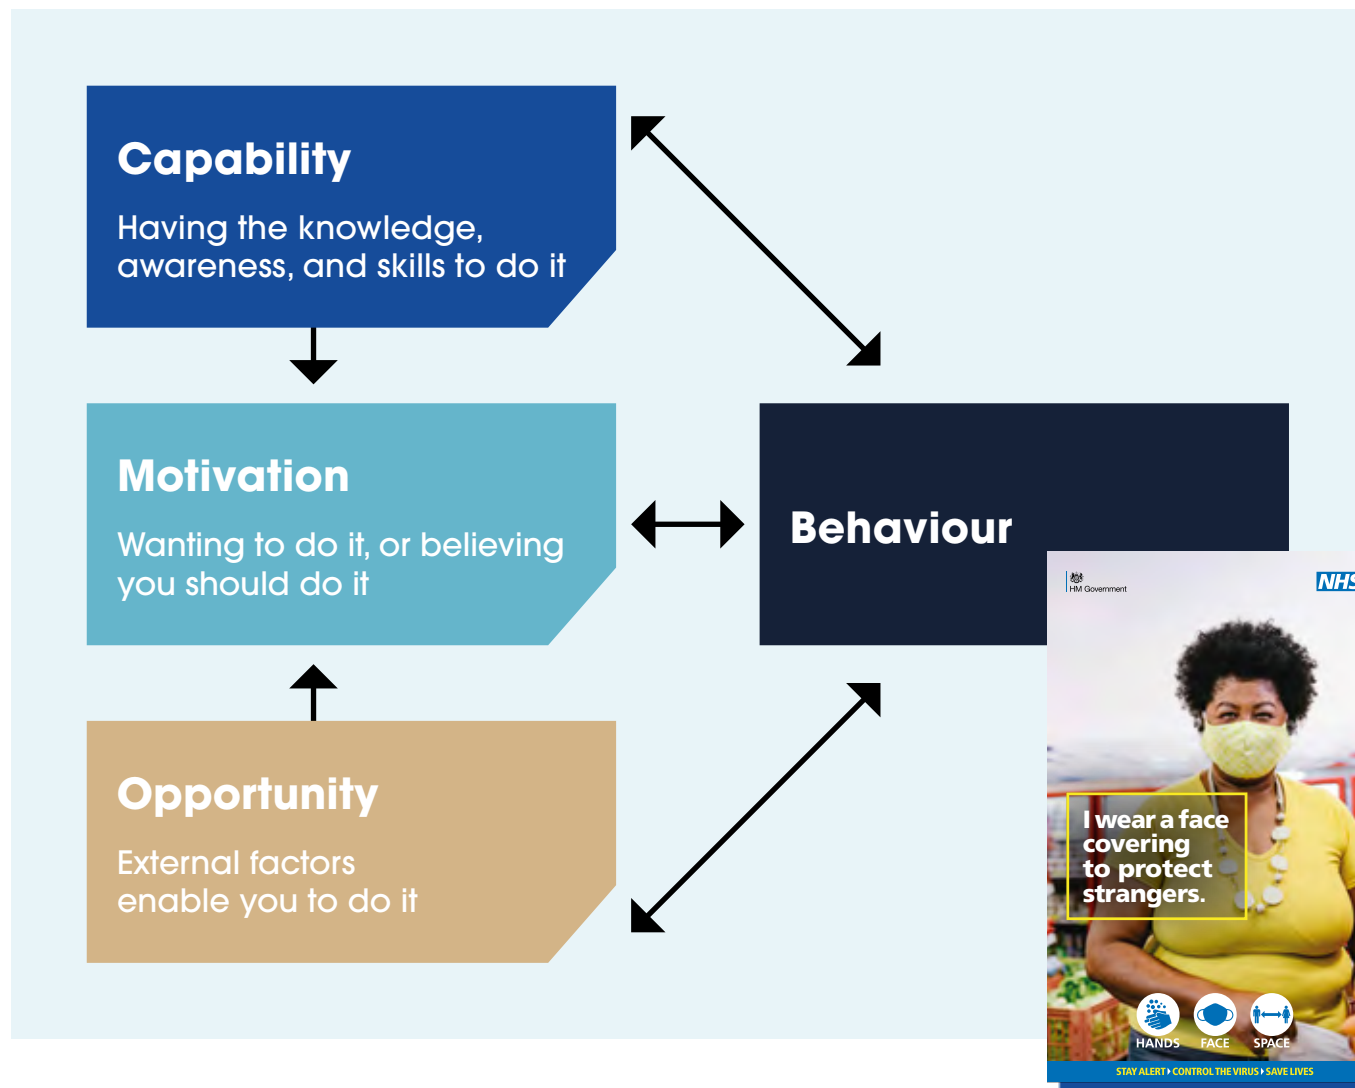 Capability
Having the knowledge,
awareness, and skills to do it
Motivation
Wanting to do it, or believing
you should do it
Behaviour
Opportunity
External factors
enable you to do it
HM Government
NHS
I wear a face
covering
to protect
strangers.
HANDS FACE SPACE
STAY ALERT CONTROL THE VIRUS SAVE LIVES